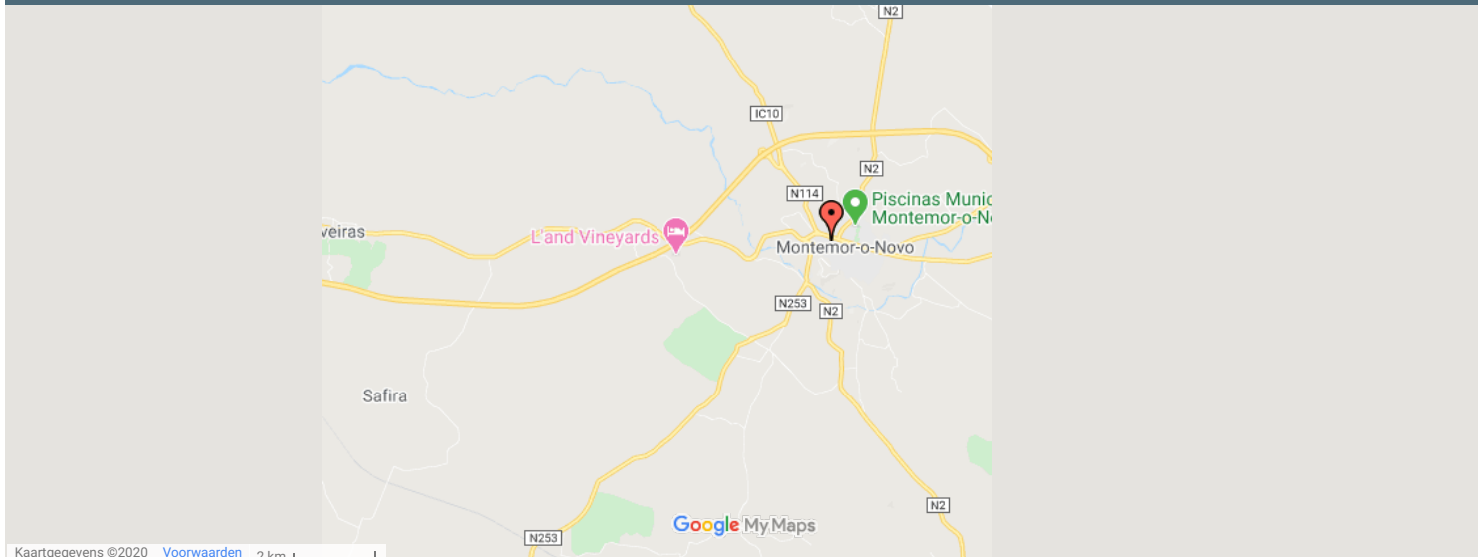 N2
IC10
N2
N114
Piscinas Munic
Montemor-o-N
veiras
L'and Vineyards
Montemor-o-Novo
N253
N2
Safira
N2
Google My Maps
N253
Kaartgegevens ©2020 Voorwaarden 2 km